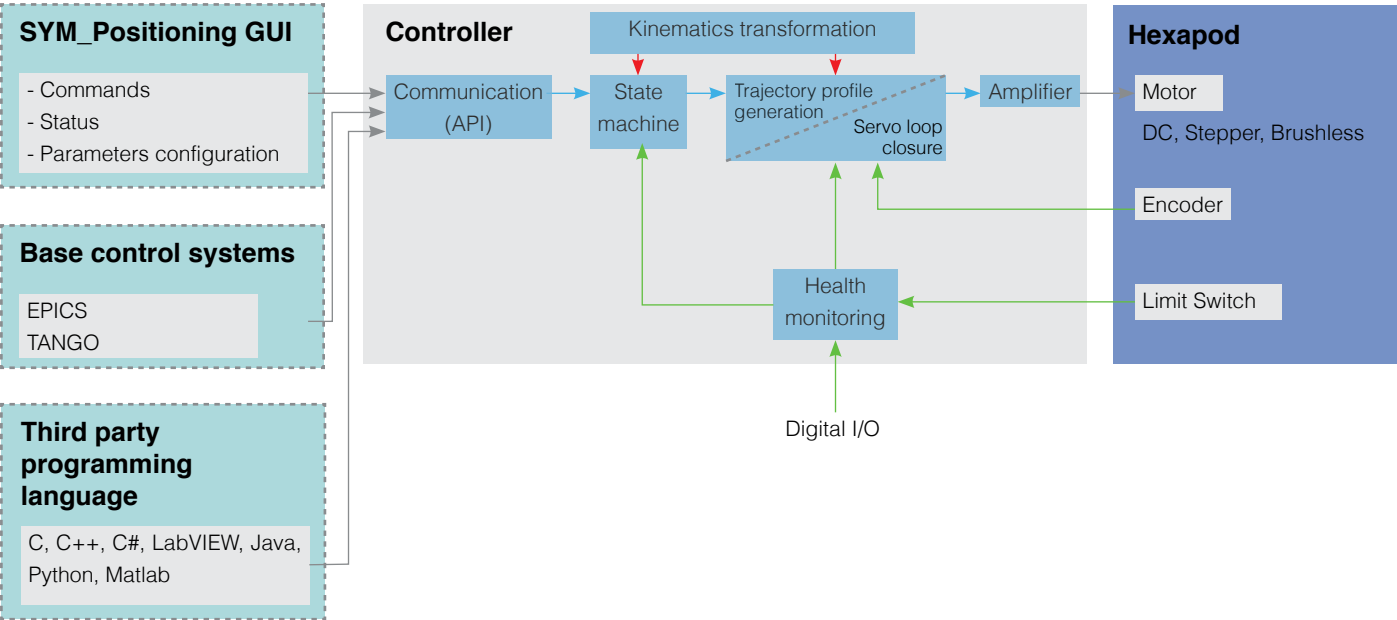 SYM_Positioning GUI
- Commands
- Status
- Parameters configuration
Base control systems
EPICS
TANGO
Third party
programming
language
C, C++, C#, LabVIEW, Java,
Python, Matlab
Controller
Kinematics transformation
Communication
(API)
State
machine
Trajectory profile
generation
Servo loop
closure
Amplifier
Health
monitoring
Digital I/O
Hexapod
Motor
DC, Stepper, Brushless
Encoder
Limit Switch